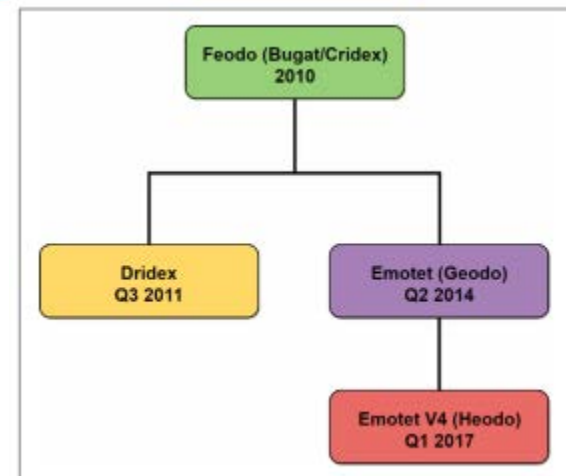 Feodo (Bugat/Cridex)
2010
Dridex
Q3 2011
Emotet (Geodo)
Q2 2014
Emotet V4 (Heodo)
Q1 2017